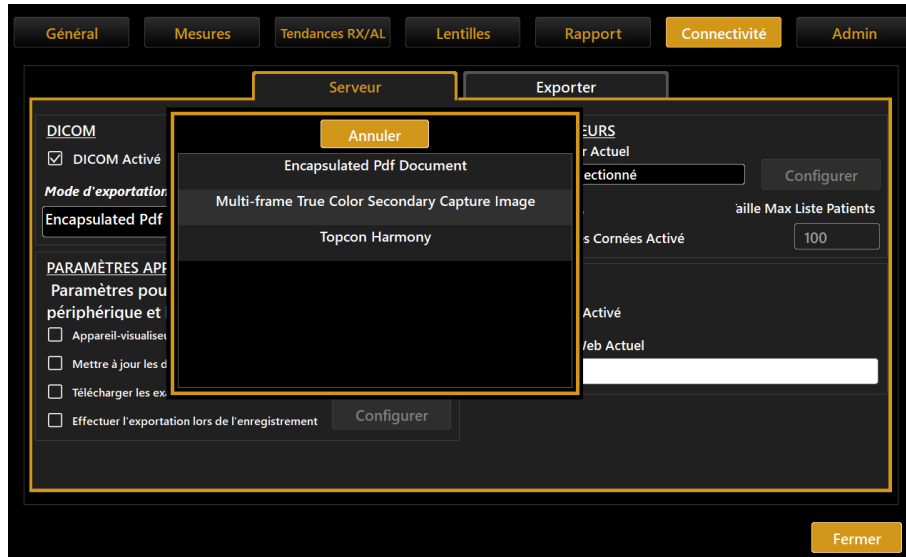 Général Mesures Tendances RX/AL Lentilles Rapport Connectivité Admin
Serveur Exporter
DICOM
DICOM Activé
Mode d'exportation
Encapsulated Pdf
Annuler
Encapsulated Pdf Document
Multi-frame True Color Secondary Capture Image
Topcon Harmony
EURS
r Actuel
ectionné Configurer
aille Max Liste Patients
s Cornées Activé 100
PARAMÈTRES APP
Paramètres pou
périphérique et
Appareil-visualiseu
Mettre à jour les d
Télécharger les exa
Effectuer l'exportation lors de l'enregistrement Configurer
Activé
Web Actuel
Fermer